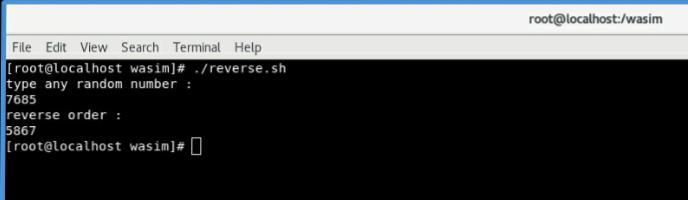 root@localhost:/wasim
File Edit View Search Terminal Help
[root@localhost wasim]# ./reverse.sh
type any random number :
7685
reverse order :
5867
[root@localhost wasim]#